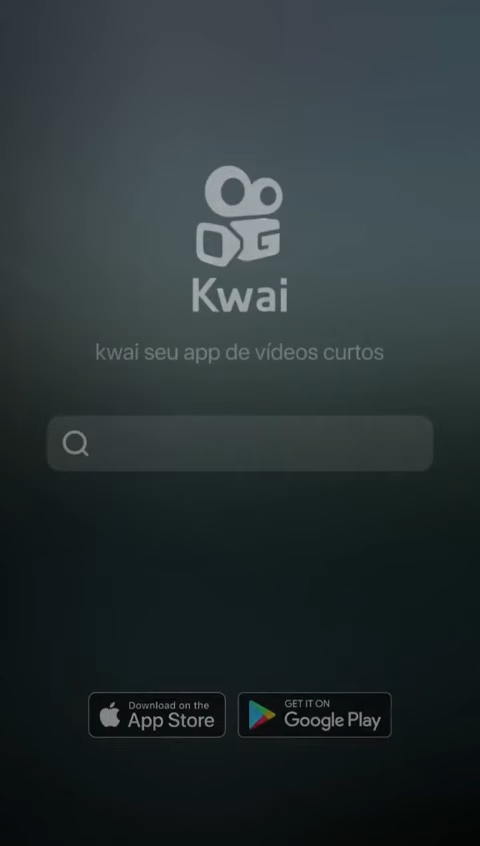 Kwai
kwai seu app de vídeos curtos
Download on the
App Store
GET IT ON
Google Play